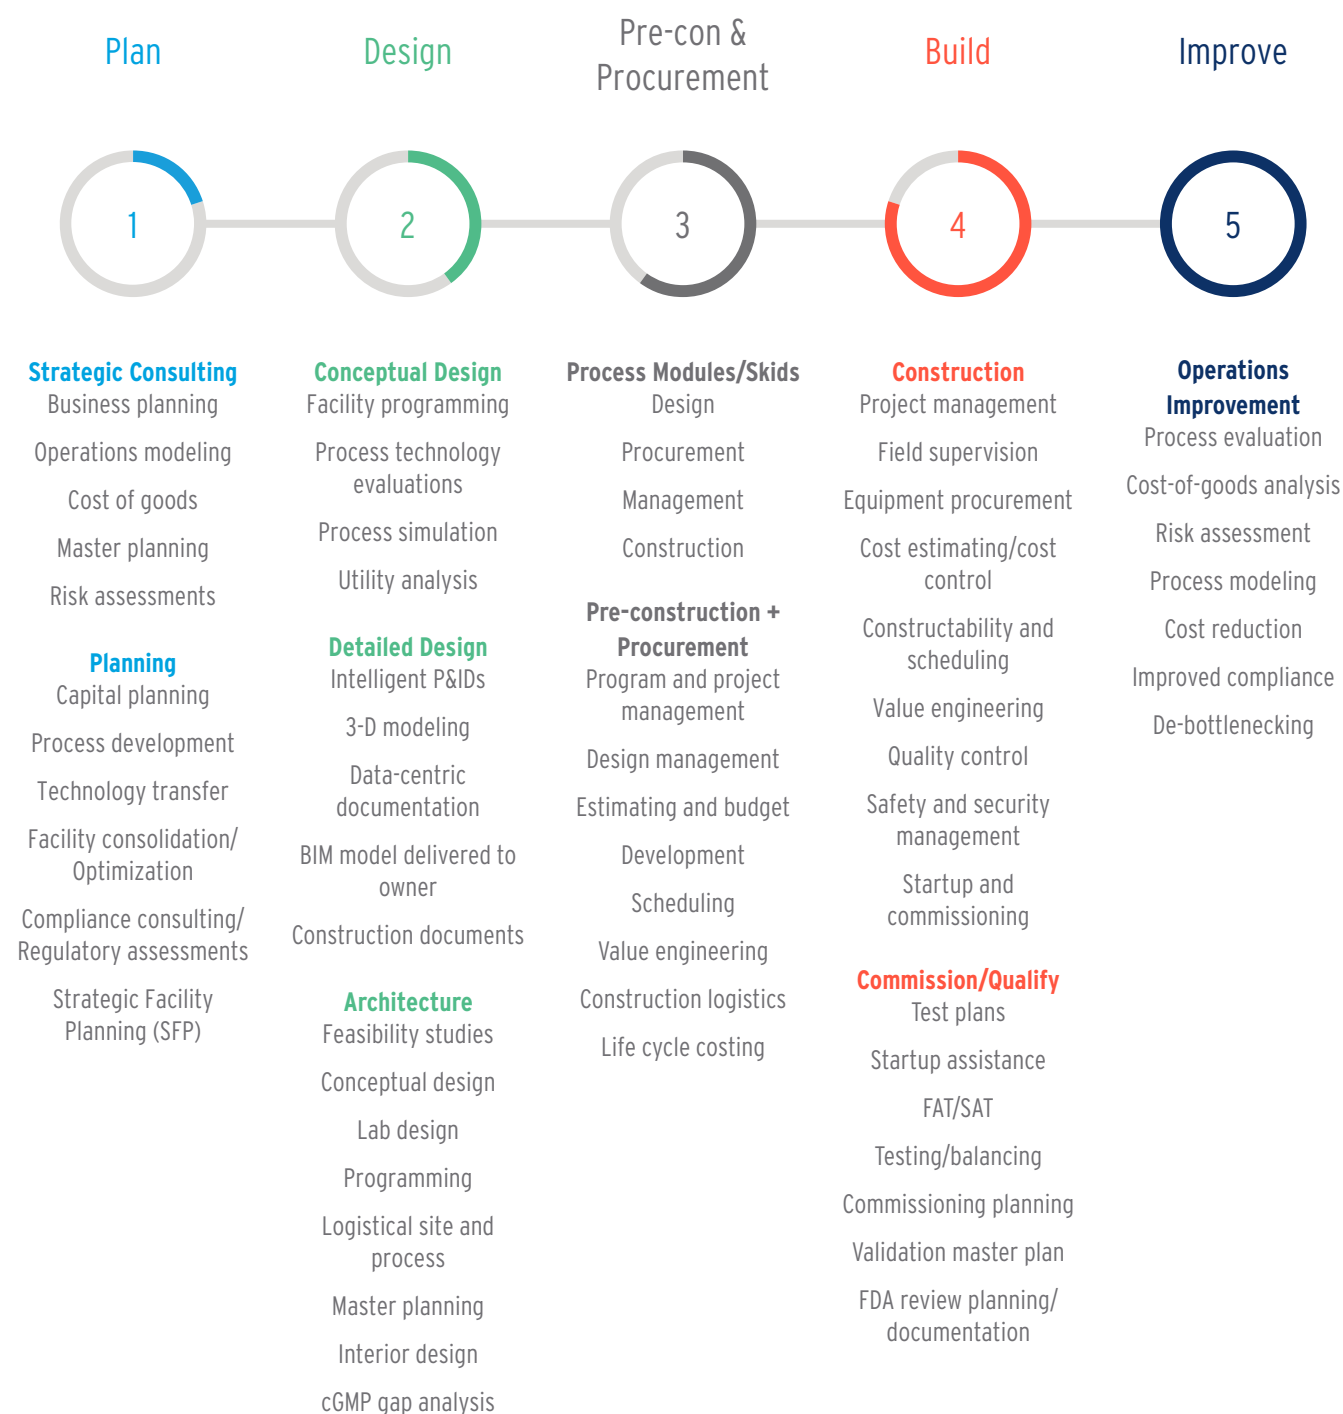 Plan
Design
Pre-con &
Procurement
Build
Improve
1
2
3
4
5
Strategic Consulting
Business planning
Operations modeling
Cost of goods
Master planning
Risk assessments
Planning
Capital planning
Process development
Technology transfer
Facility consolidation/
Optimization
Compliance consulting/
Regulatory assessments
Strategic Facility
Planning (SFP)
Conceptual Design
Facility programming
Process technology
evaluations
Process simulation
Utility analysis
Detailed Design
Intelligent P&IDs
3-D modeling
Data-centric
documentation
BIM model delivered to
owner
Construction documents
Architecture
Feasibility studies
Conceptual design
Lab design
Programming
Logistical site and
process
Master planning
Interior design
cGMP gap analysis
Process Modules/Skids
Design
Procurement
Management
Construction
Pre-construction +
Procurement
Program and project
management
Design management
Estimating and budget
Development
Scheduling
Value engineering
Construction logistics
Life cycle costing
Construction
Project management
Field supervision
Equipment procurement
Cost estimating/cost
control
Constructability and
scheduling
Value engineering
Quality control
Safety and security
management
Startup and
commissioning
Commission/Qualify
Test plans
Startup assistance
FAT/SAT
Testing/balancing
Commissioning planning
Validation master plan
FDA review planning/
documentation
Operations
Improvement
Process evaluation
Cost-of-goods analysis
Risk assessment
Process modeling
Cost reduction
Improved compliance
De-bottlenecking